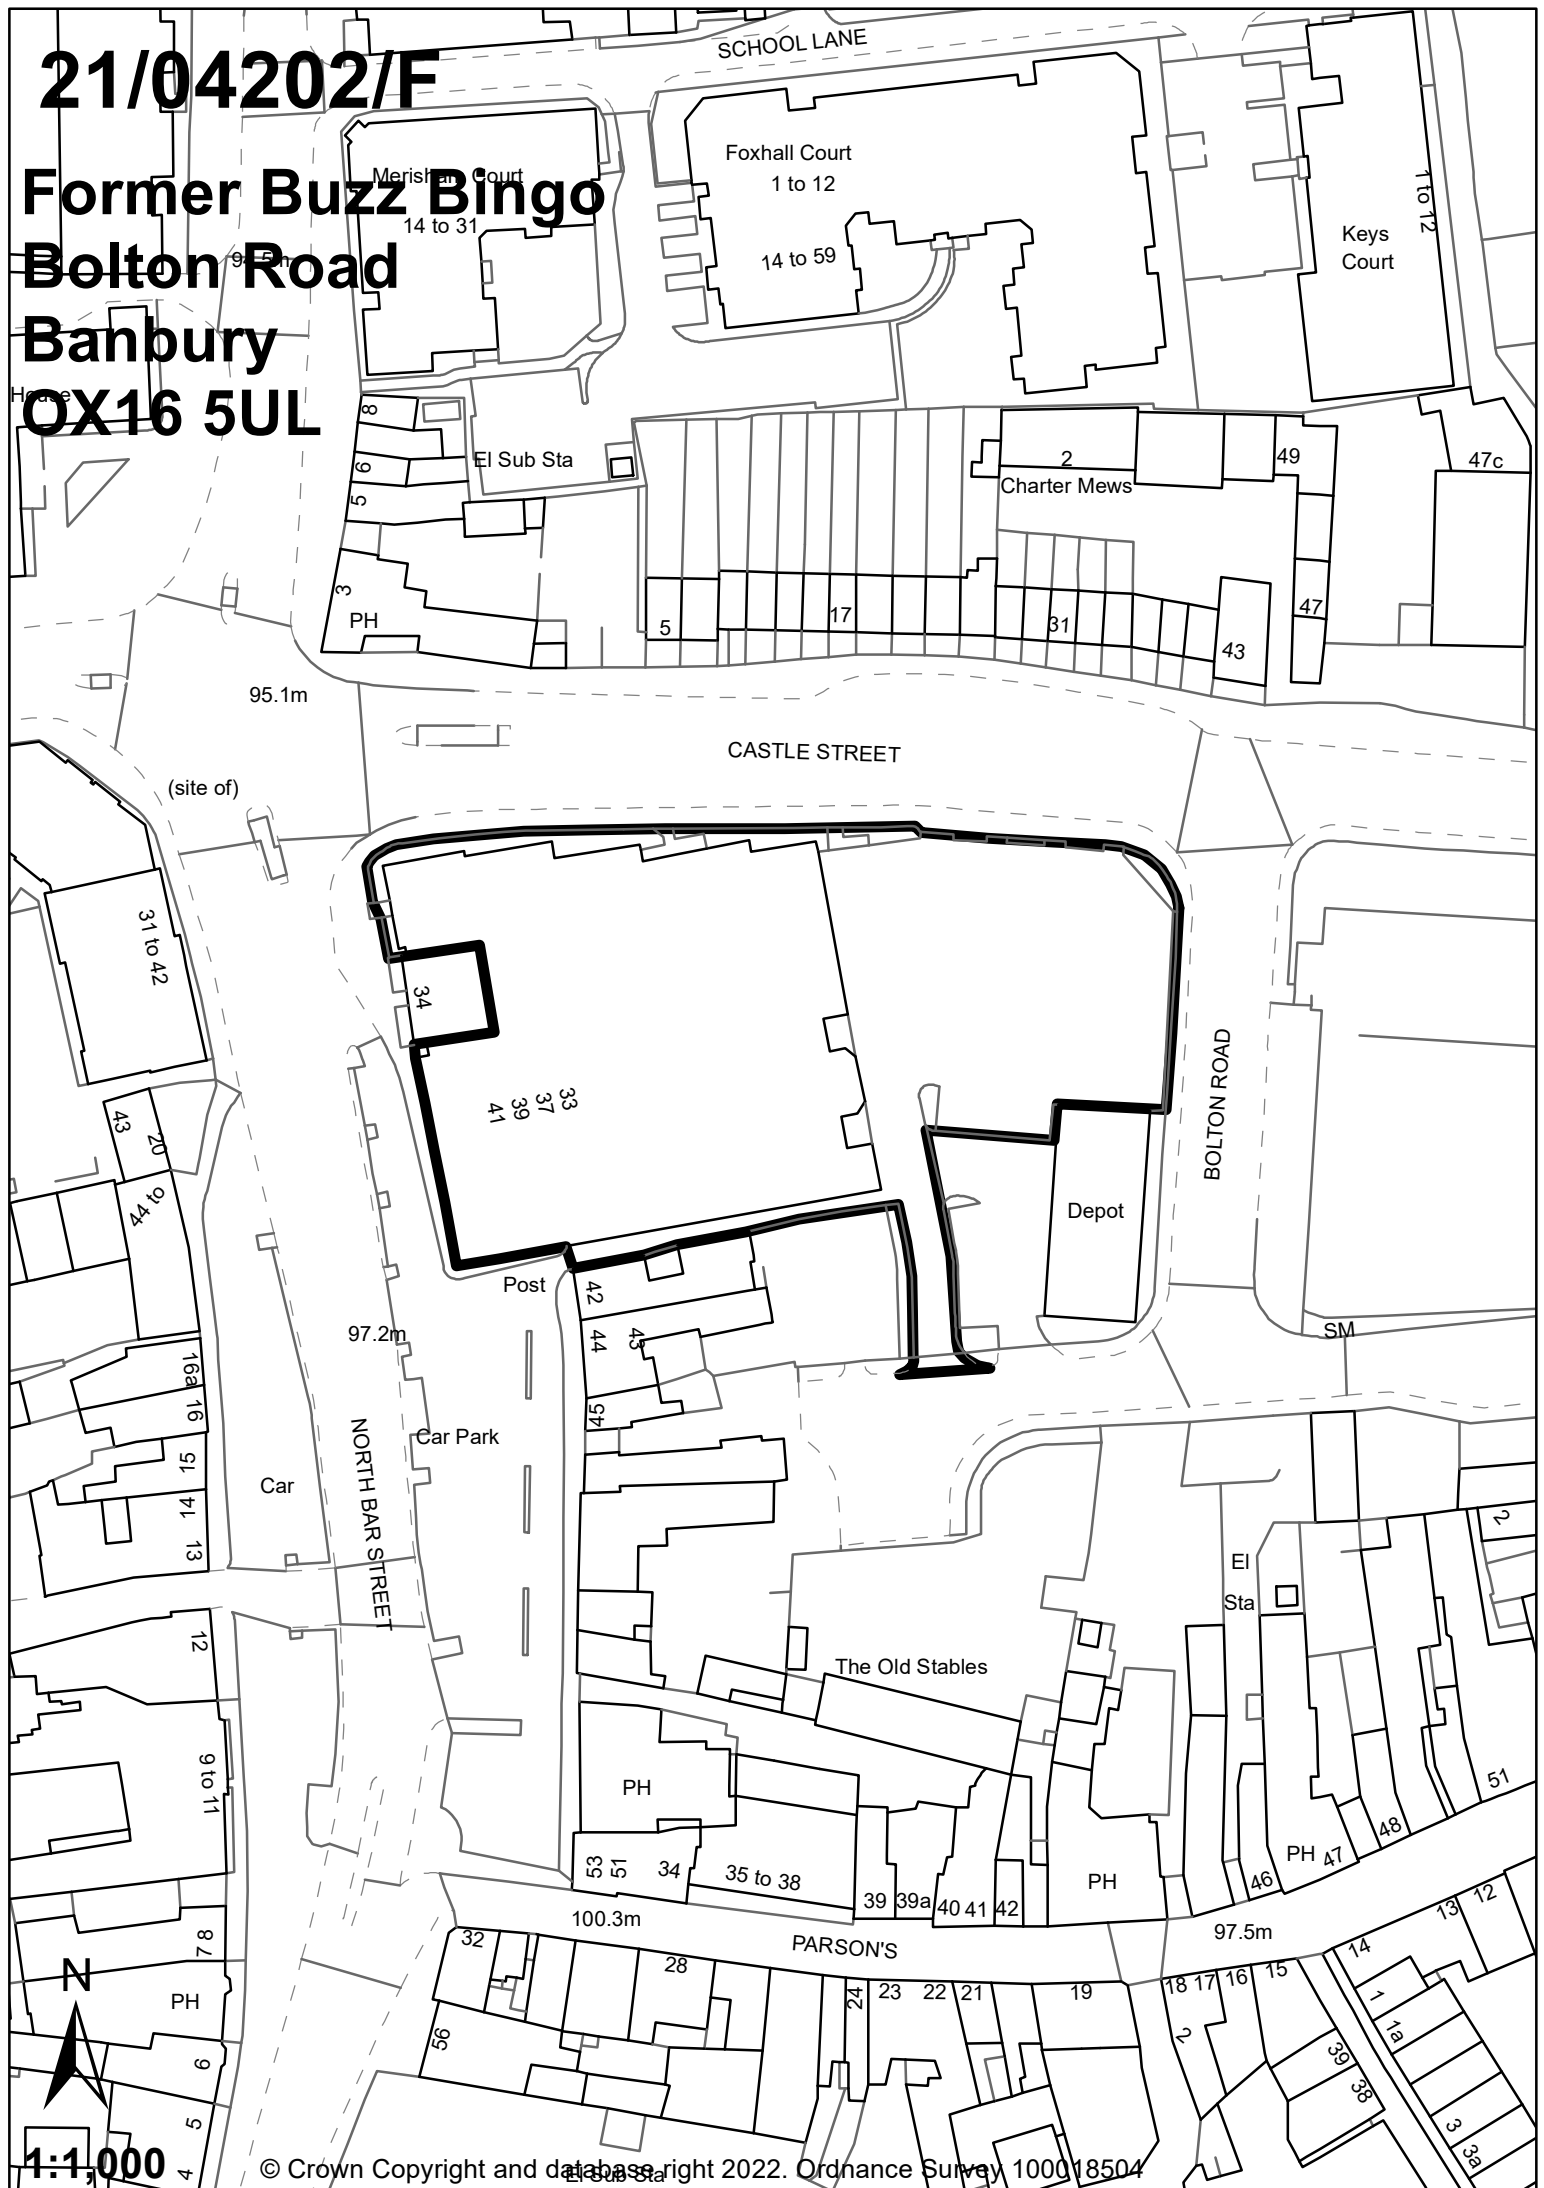 SCHOOL LANE
21/04202/F
Former Buzz Bingo
Bolton Road
Banbury
OX16 5UL
Foxhall Court
1 to 12
14 to 59
Merisham Court
14 to 31
1 to 12
Keys
Court
House
8
6
5
El Sub Sta
2
Charter Mews
49
47c
3
PH
5
17
31
43
47
95.1m
CASTLE STREET
(site of)
31 to 42
34
41
39
37
33
BOLTON ROAD
43
20
44 to
Depot
Post
42
44
43
45
97.2m
SM
16a
16
15
14
13
Car
Car Park
NORTH BAR STREET
2
El
Sta
12
The Old Stables
9 to 11
PH
51
48
47
PH
46
53
51
34
35 to 38
39
39a
40
41
42
PH
100.3m
PARSON'S
97.5m
13
12
14
32
28
7 8
N
PH
56
24
23
22
21
19
18
17
16
15
2
1
1a
39
38
6
5
4
3
3a
1:1,000
© Crown Copyright and database right 2022. Ordnance Survey 100018504
El Sub Sta